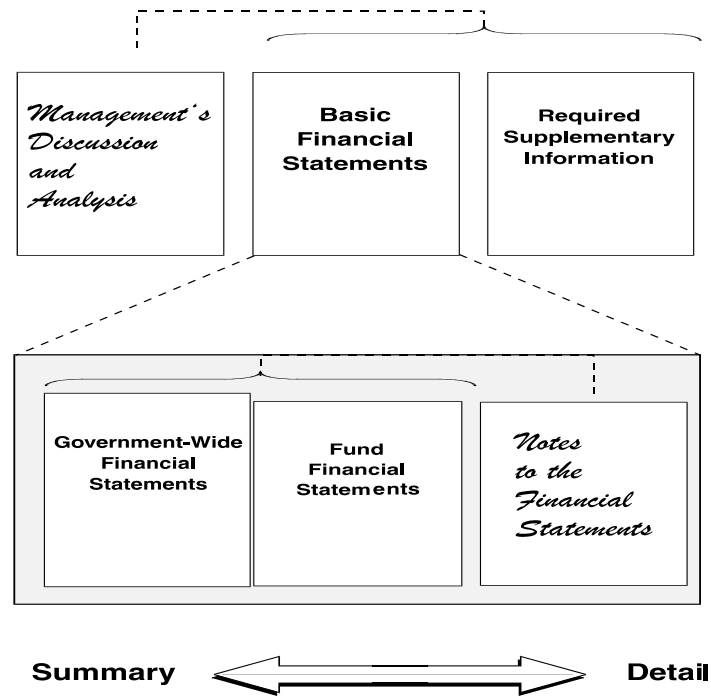 Management's
Discussion
and
Analysis
Basic
Financial
Statements
Required
Supplementary
Information
Government-Wide
Financial
Statements
Fund
Financial
Statements
Notes
to the
Financial
Statements
Summary
Detail